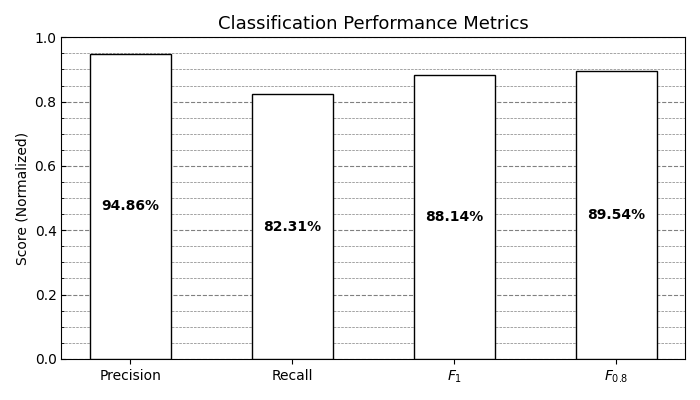 Classification Performance Metrics
Score (Normalized)
1.0
0.8
0.6
0.4
0.2
0.0
94.86%
82.31%
88.14%
89.54%
Precision
Recall
F₁
F₀.₈